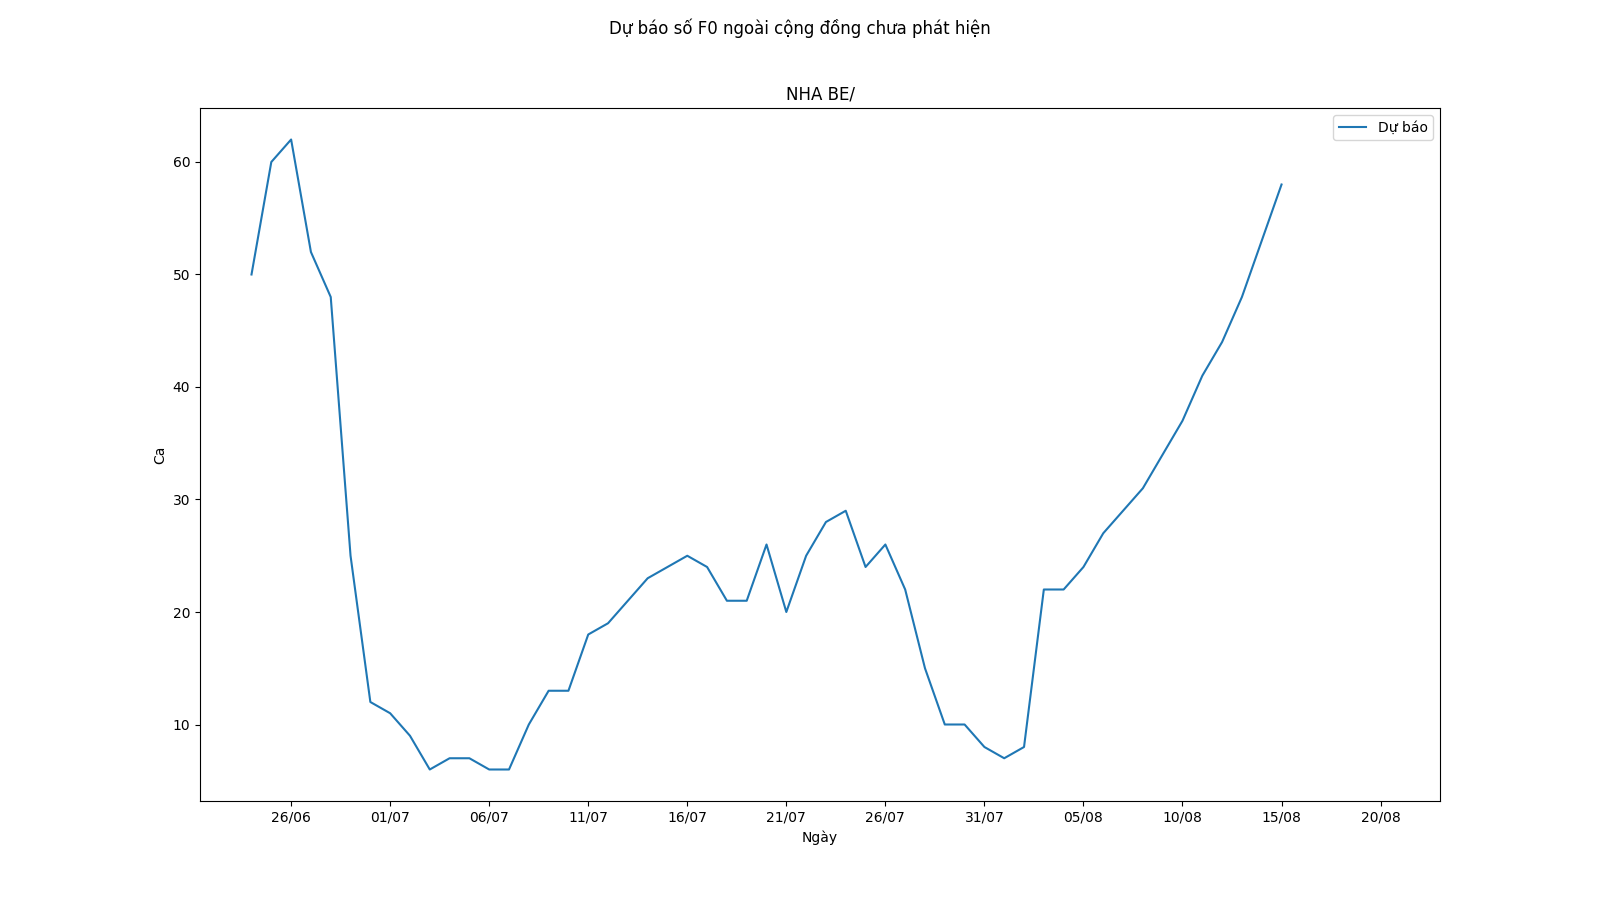 Dự báo số F0 ngoài cộng đồng chưa phát hiện
NHA BE/
Dự báo
60
50
40
30
20
10
Ca
26/06 01/07 06/07 11/07 16/07 21/07 26/07 31/07 05/08 10/08 15/08 20/08
Ngày